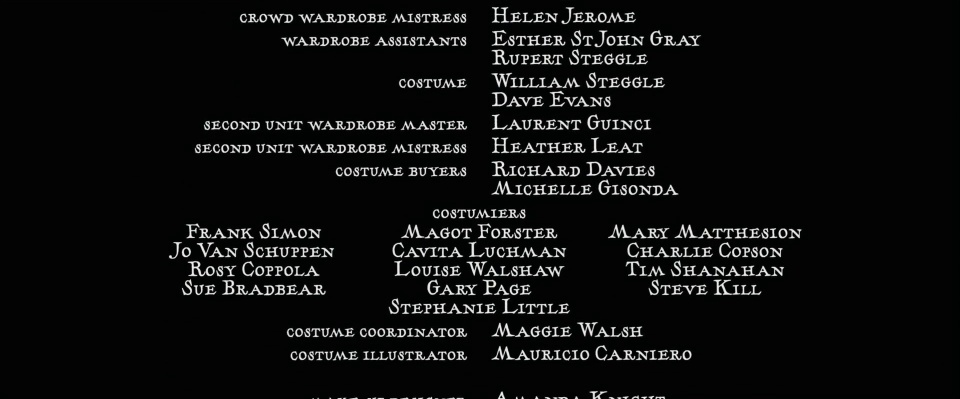 CROWD WARDROBE MISTRESS HELEN JEROME
WARDROBE ASSISTANTS ESTHER ST JOHN GRAY
RUPERT STEGGLE
COSTUME WILLIAM STEGGLE
DAVE EVANS
SECOND UNIT WARDROBE MASTER LAURENT GUINCI
SECOND UNIT WARDROBE MISTRESS HEATHER LEAT
COSTUME BUYERS RICHARD DAVIES
MICHELLE GISONDA
COSTUMIERS
FRANK SIMON MAGOT FORSTER MARY MATTHESION
JO VAN SCHUPPEN CAVITA LUCHMAN CHARLIE COPSON
ROSY COPPOLA LOUISE WALSHAW TIM SHANAHAN
SUE BRADBEAR GARY PAGE STEVE KILL
STEPHANIE LITTLE
COSTUME COORDINATOR MAGGIE WALSH
COSTUME ILLUSTRATOR MAURICIO CARNIERO
AMANDA KNIGHT